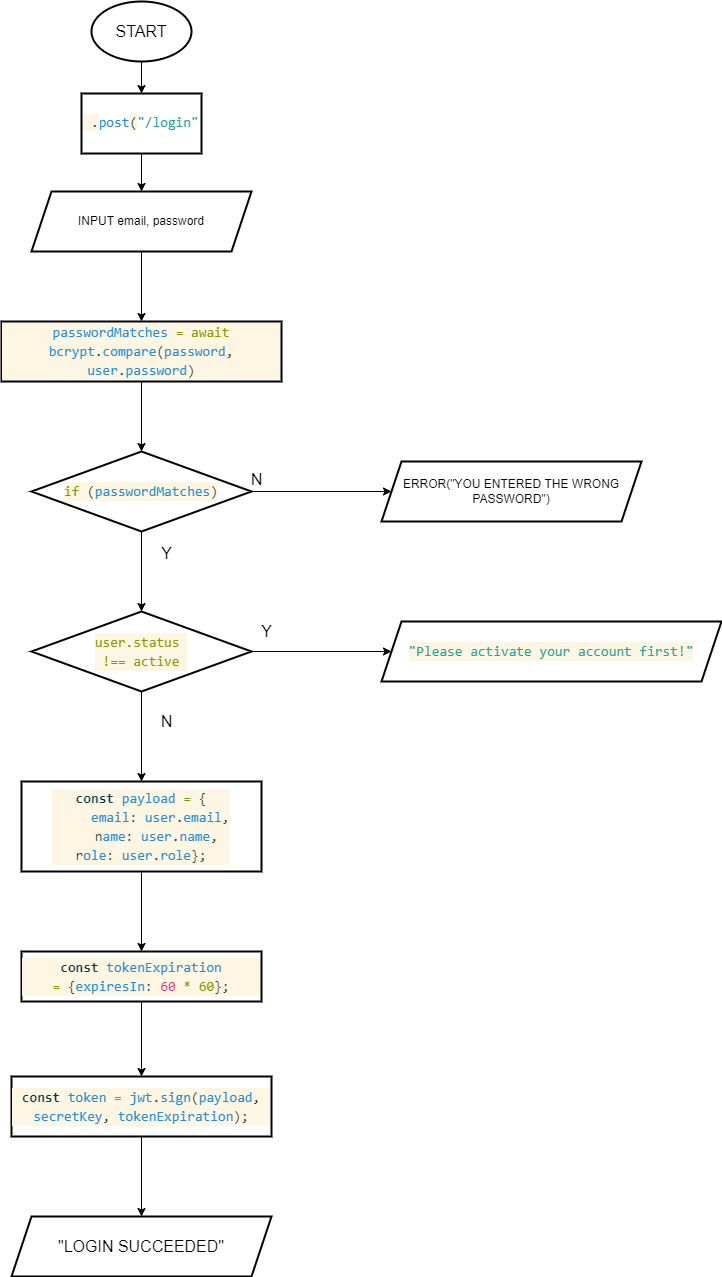 START
.post("/login"
INPUT email, password
passwordMatches = await
bcrypt.compare(password,
user.password)
if (passwordMatches)
N
ERROR("YOU ENTERED THE WRONG
PASSWORD")
Y
user.status
!== active
Y
"Please activate your account first!"
N
const payload = {
email: user.email,
name: user.name,
role: user.role};
const tokenExpiration
= {expiresIn: 60 * 60};
const token = jwt.sign(payload,
secretKey, tokenExpiration);
"LOGIN SUCCEEDED"